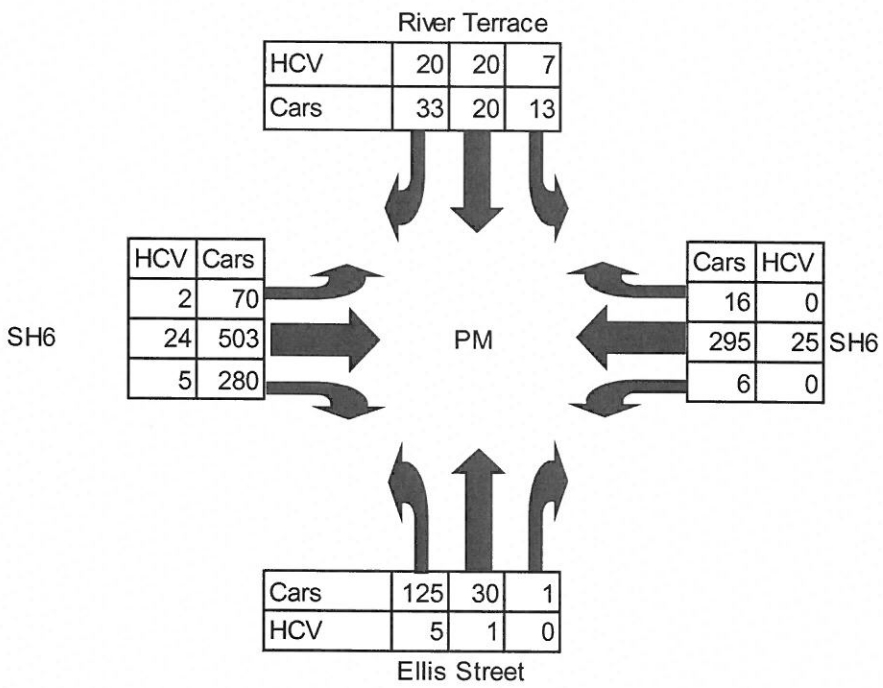 River Terrace
HCV 20 20 7
Cars 33 20 13
HCV Cars
2 70
24 503
5 280
SH6
PM
Cars HCV
16 0
295 25
6 0
SH6
Cars 125 30 1
HCV 5 1 0
Ellis Street